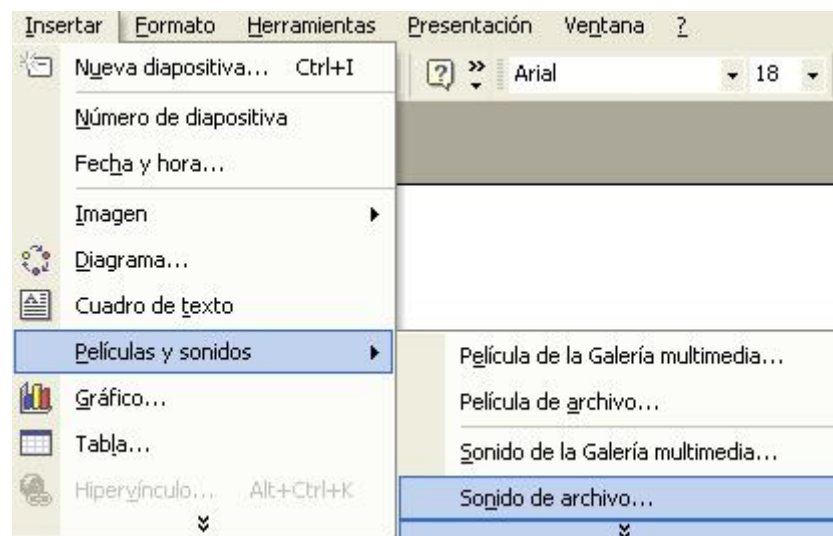 Insertar Formato Herramientas Presentación Ventana ?
Nueva diapositiva... Ctrl+I
Arial 18
Número de diapositiva
Fecha y hora...
Imagen
Diagrama...
Cuadro de texto
Películas y sonidos
Película de la Galería multimedia...
Gráfico...
Película de archivo...
Tabla...
Sonido de la Galería multimedia...
Hipervínculo... Alt+Ctrl+K
Sonido de archivo...